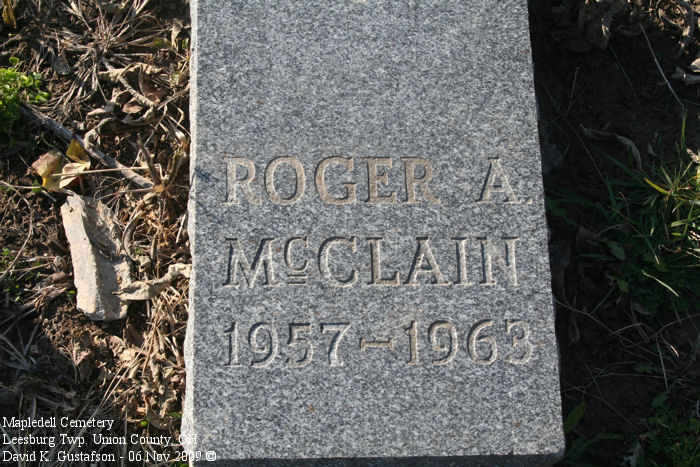 ROGER A.
McCLAIN
1957-1963
Mapledell Cemetery
Leesburg Twp. Union County, OH
David K. Gustafson - 06 Nov 2009 ©